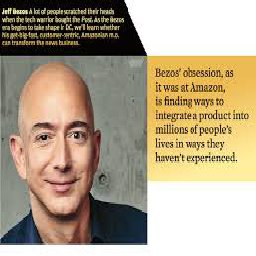 Jeff Bezos A lot of people scratched their heads
when the tech warrior bought the Post. As the Bezos
era begins to take shape in DC, we'll learn whether
his get-big-fast, customer-centric, Amazonian m.o.
can transform the news business.
Bezos' obsession, as
it was at Amazon,
is finding ways to
integrate a product into
millions of people's
lives in ways they
haven't experienced.